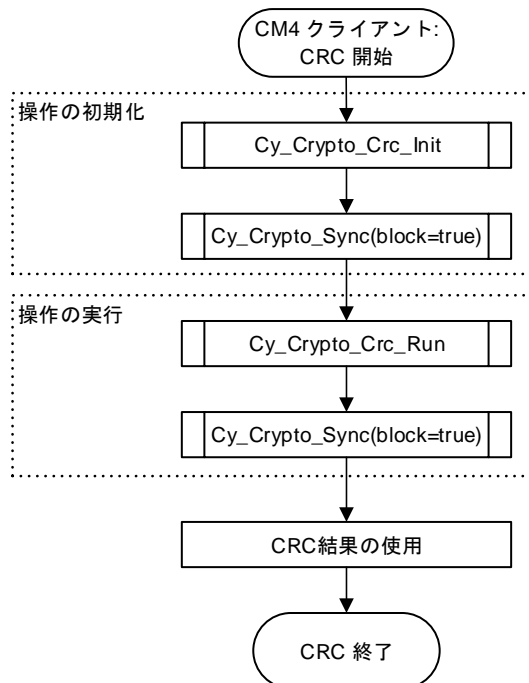 CM4 クライアント:
CRC 開始
操作の初期化
Cy_Crypto_Crc_Init
Cy_Crypto_Sync(block=true)
操作の実行
Cy_Crypto_Crc_Run
Cy_Crypto_Sync(block=true)
CRC結果の使用
CRC 終了